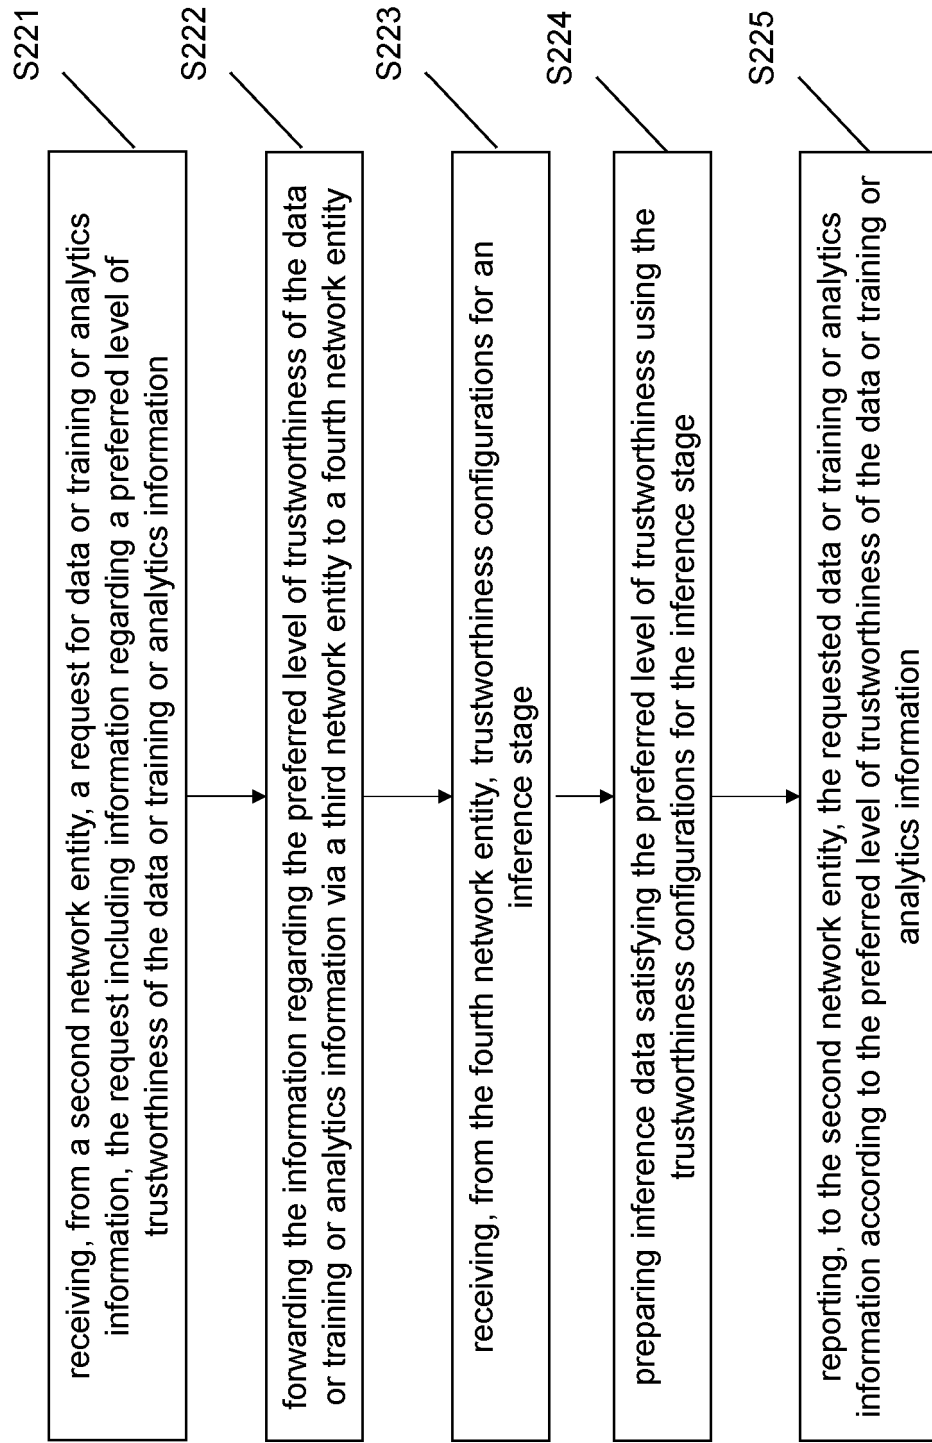 receiving, from a second network entity, a request for data or training or analytics
information, the request including information regarding a preferred level of
trustworthiness of the data or training or analytics information
S221
forwarding the information regarding the preferred level of trustworthiness of the data
or training or analytics information via a third network entity to a fourth network entity
S222
receiving, from the fourth network entity, trustworthiness configurations for an
inference stage
S223
preparing inference data satisfying the preferred level of trustworthiness using the
trustworthiness configurations for the inference stage
S224
reporting, to the second network entity, the requested data or training or analytics
information according to the preferred level of trustworthiness of the data or training or
analytics information
S225